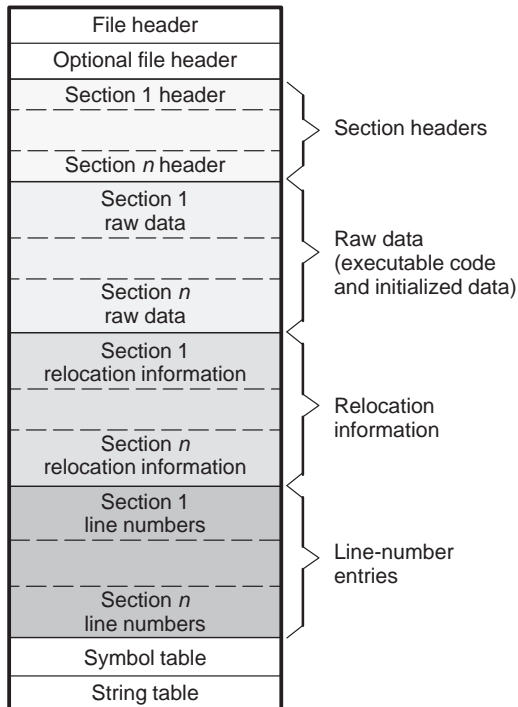 File header
Optional file header
Section 1 header
Section n header
Section headers
Section 1
raw data
Section n
raw data
Raw data
(executable code
and initialized data)
Section 1
relocation information
Section n
relocation information
Relocation
information
Section 1
line numbers
Section n
line numbers
Line-number
entries
Symbol table
String table